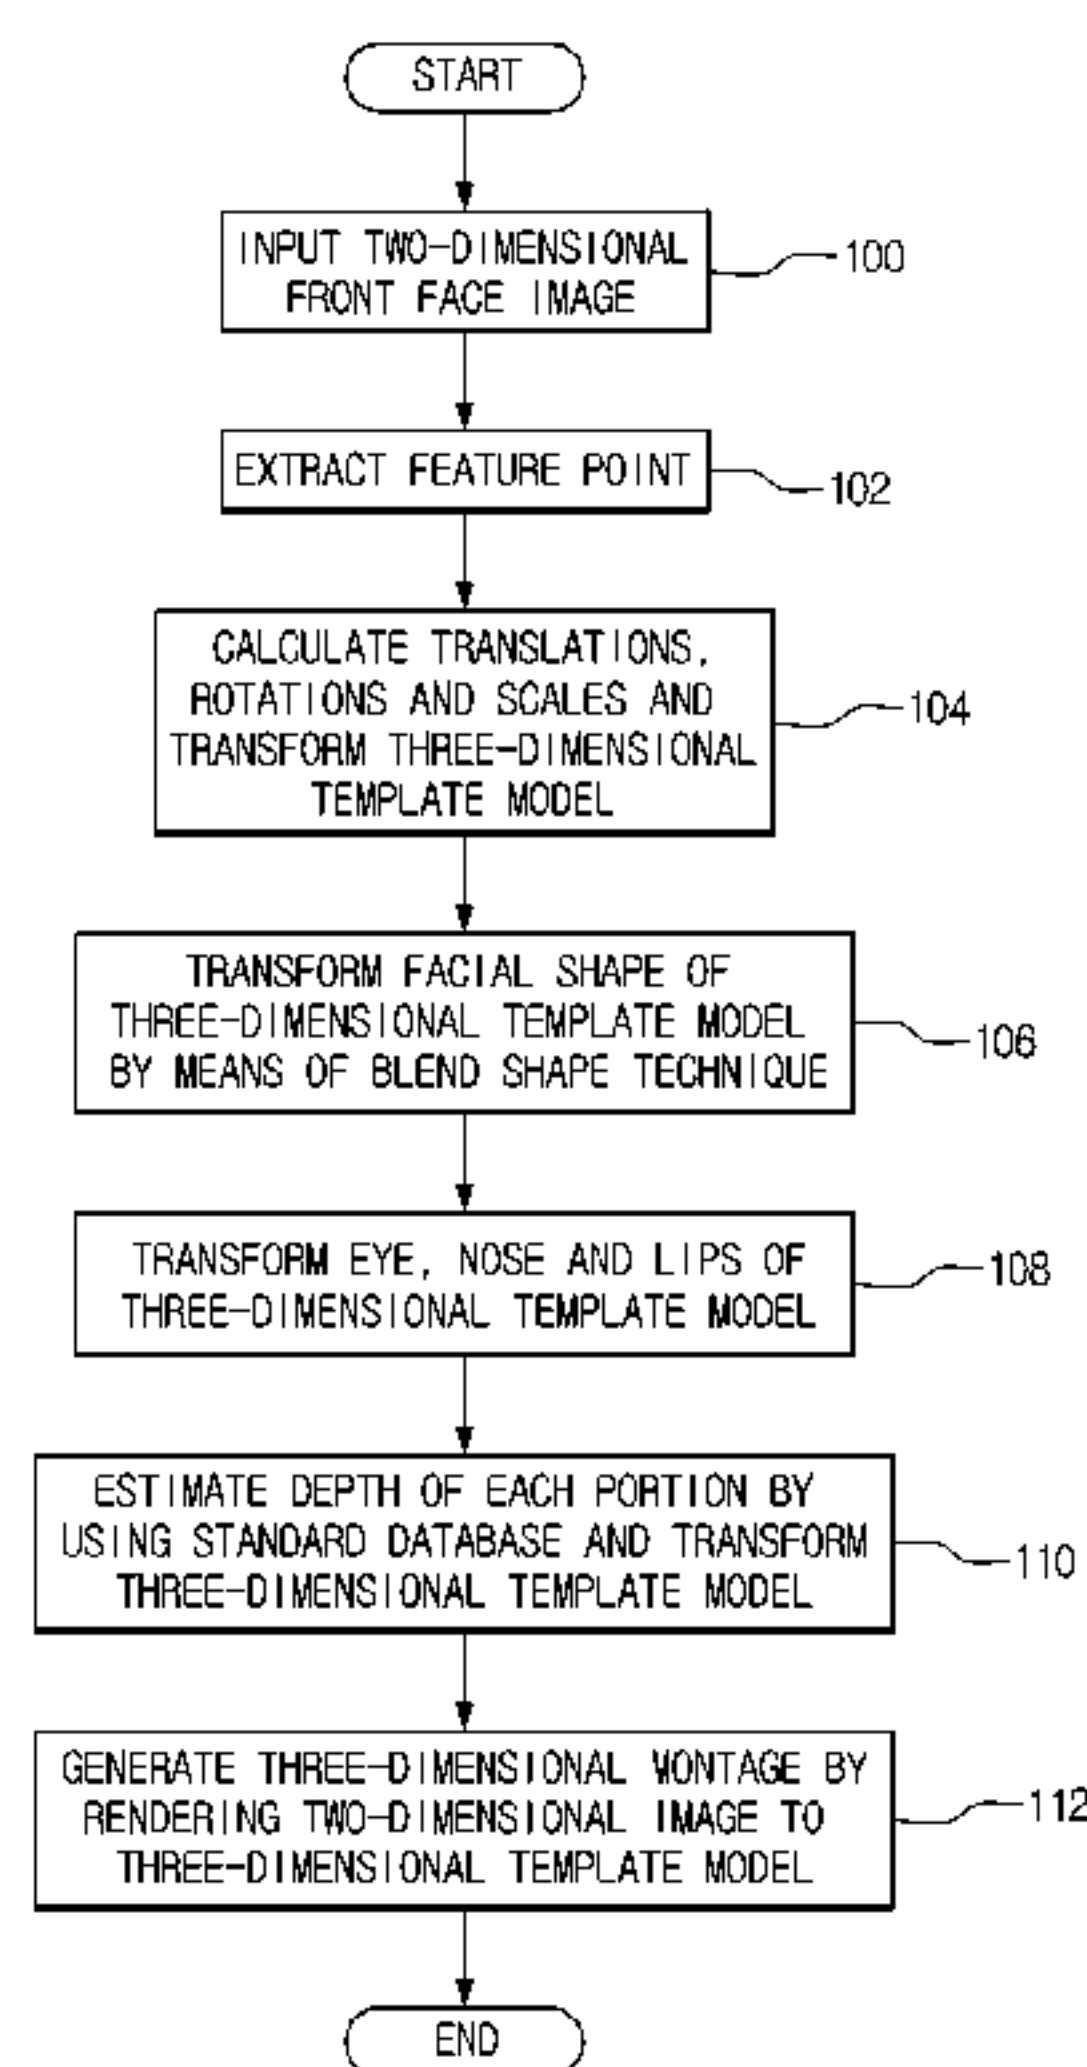 START
INPUT TWO-DIMENSIONAL
FRONT FACE IMAGE
100
EXTRACT FEATURE POINT
102
CALCULATE TRANSLATIONS,
ROTATIONS AND SCALES AND
TRANSFORM THREE-DIMENSIONAL
TEMPLATE MODEL
104
TRANSFORM FACIAL SHAPE OF
THREE-DIMENSIONAL TEMPLATE MODEL
BY MEANS OF BLEND SHAPE TECHNIQUE
106
TRANSFORM EYE, NOSE AND LIPS OF
THREE-DIMENSIONAL TEMPLATE MODEL
108
ESTIMATE DEPTH OF EACH PORTION BY
USING STANDARD DATABASE AND TRANSFORM
THREE-DIMENSIONAL TEMPLATE MODEL
110
GENERATE THREE-DIMENSIONAL MONTAGE BY
RENDERING TWO-DIMENSIONAL IMAGE TO
THREE-DIMENSIONAL TEMPLATE MODEL
112
END